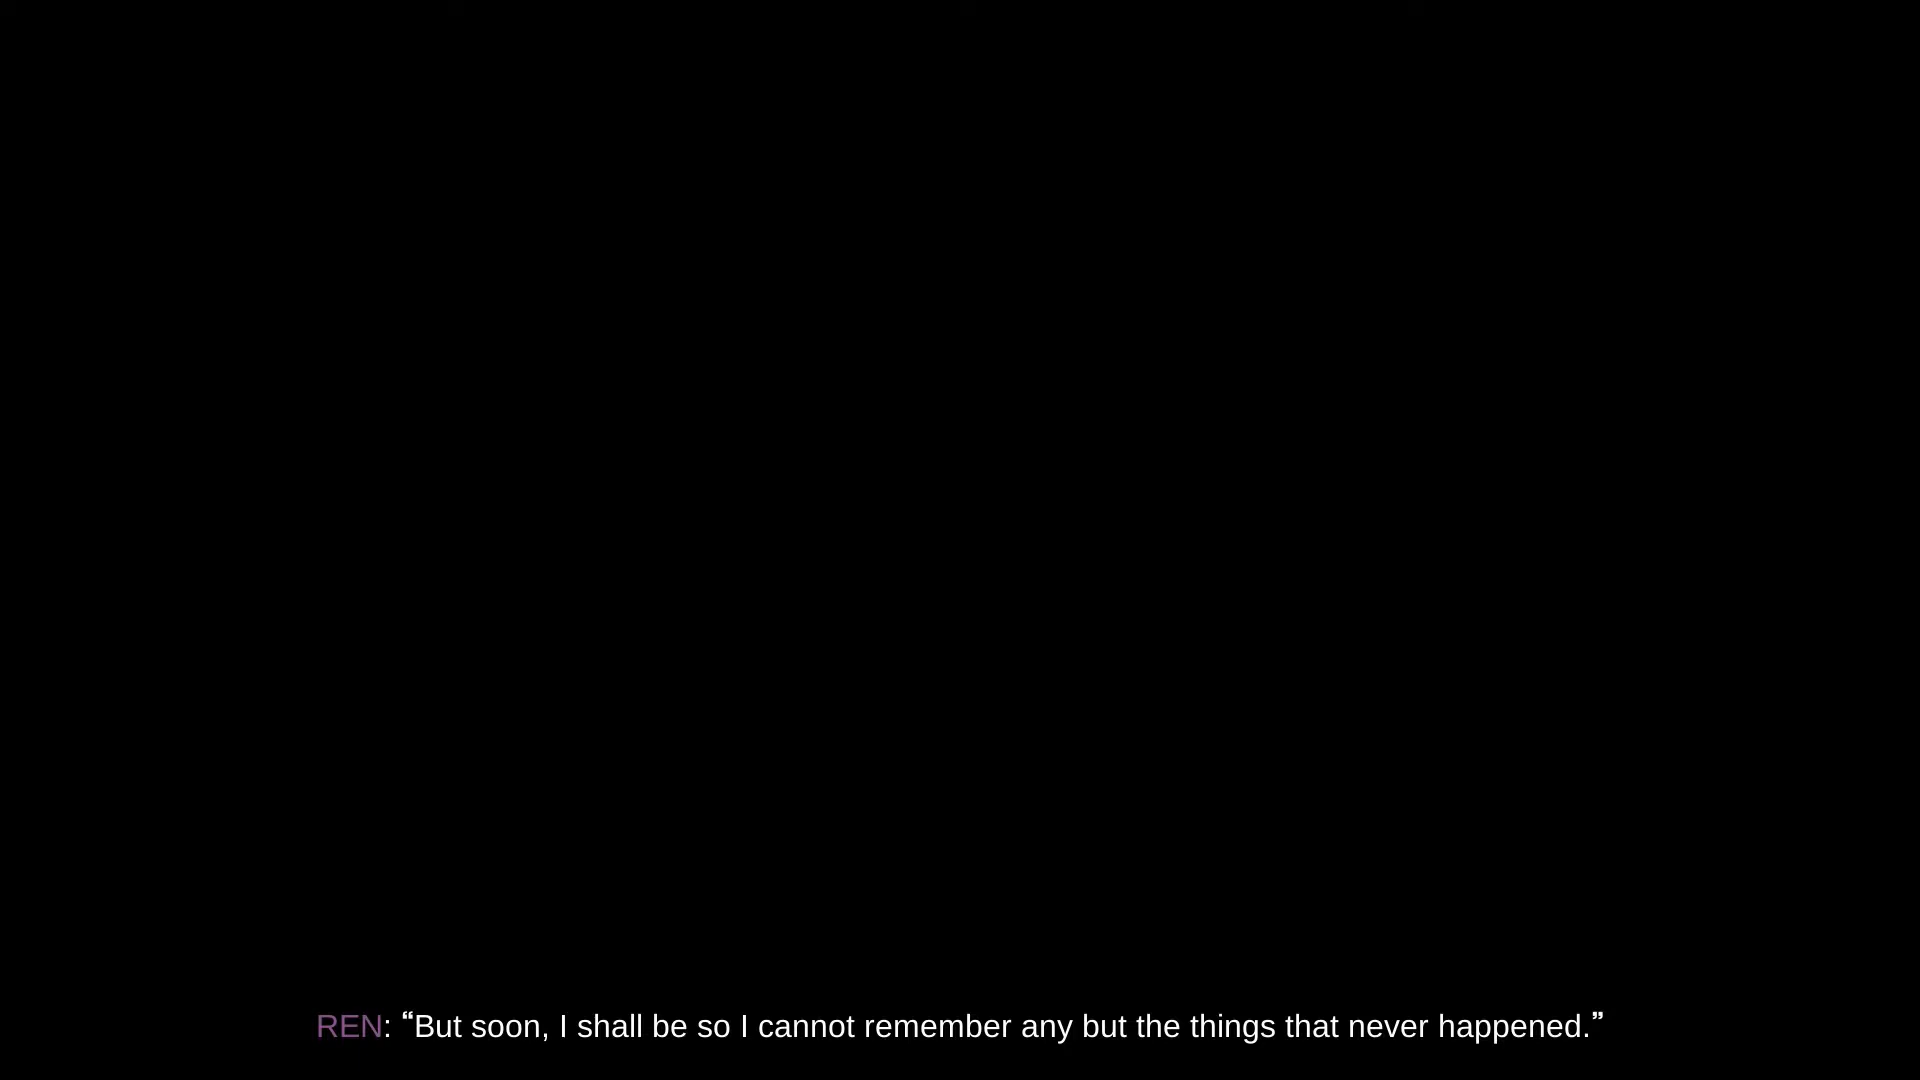 REN: “But soon, I shall be so I cannot remember any but the things that never happened.”